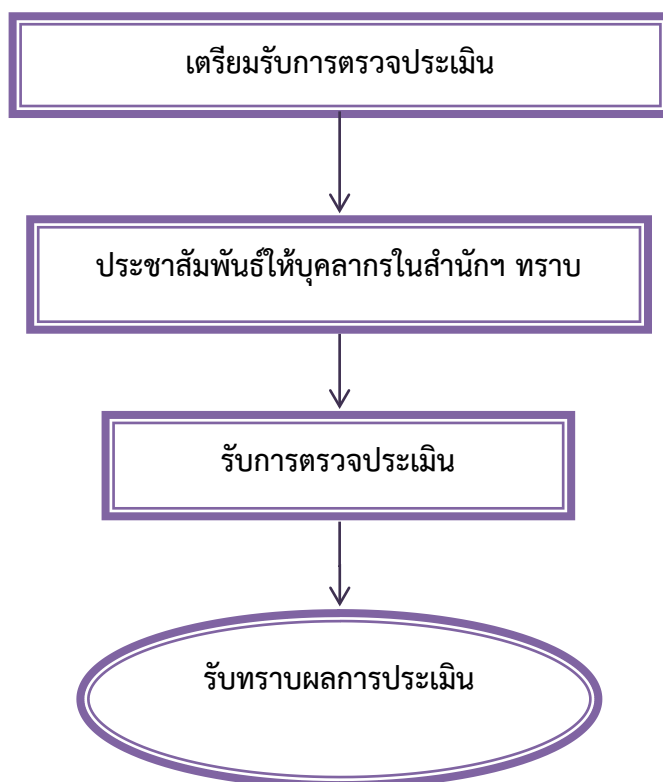 เตรียมรับการตรวจประเมิน
ประชาสัมพันธ์ให้บุคลากรในสำนักฯ ทราบ
รับการตรวจประเมิน
รับทราบผลการประเมิน